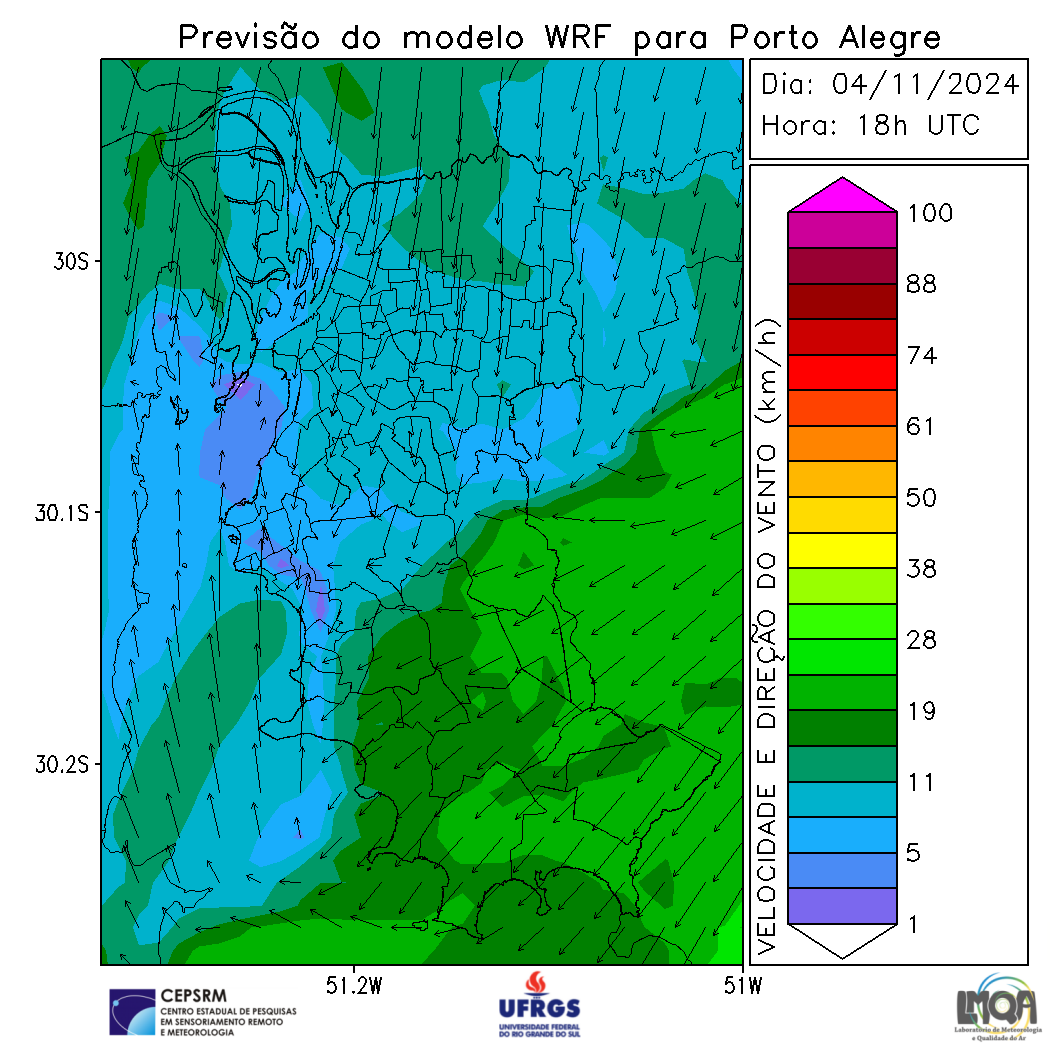 Previsão do modelo WRF para Porto Alegre
Dia: 04/11/2024
Hora: 18h UTC
30S
30.1S
30.2S
51.2W
51W
VELOCIDADE E DIREÇÃO DO VENTO (km/h)
100
88
74
61
50
38
28
19
11
5
1
CEPSRM
CENTRO ESTADUAL DE PESQUISAS
EM SENSORIAMENTO REMOTO
E METEOROLOGIA
UFRGS
UNIVERSIDADE FEDERAL
DO RIO GRANDE DO SUL
LMQA
Laboratório de Meteorologia
e Qualidade do Ar